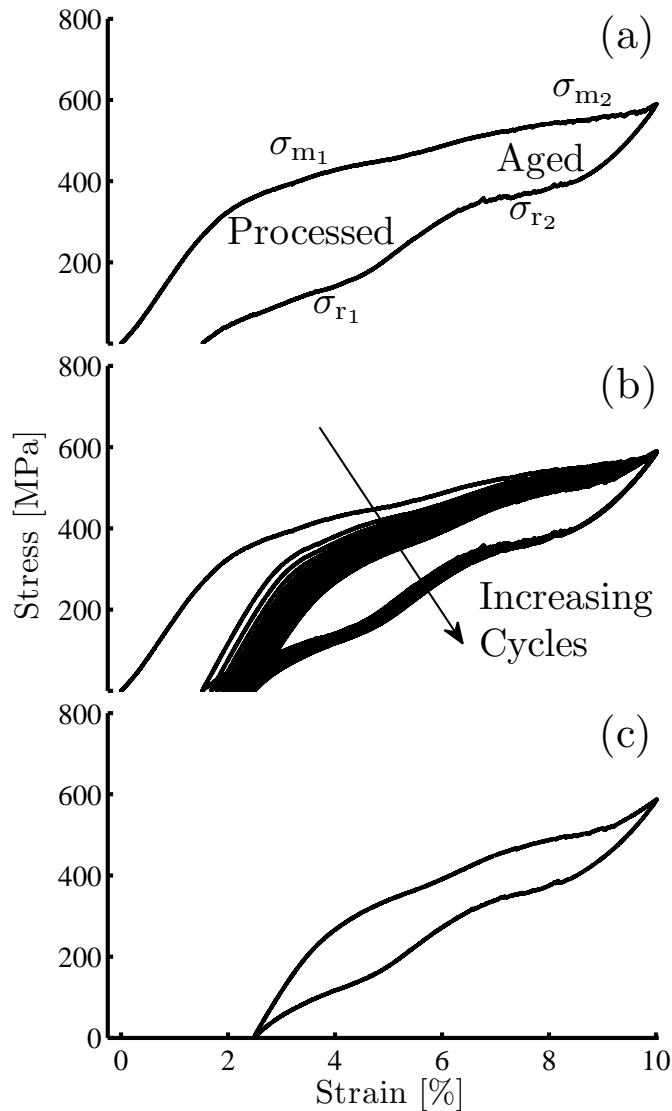 800
(a)
σm₂
600
σm₁
Aged
400
Processed
σr₂
200
σr₁
800
(b)
600
Stress [MPa]
400
200
Increasing
Cycles
800
(c)
600
400
200
0
0 2 4 6 8 10
Strain [%]